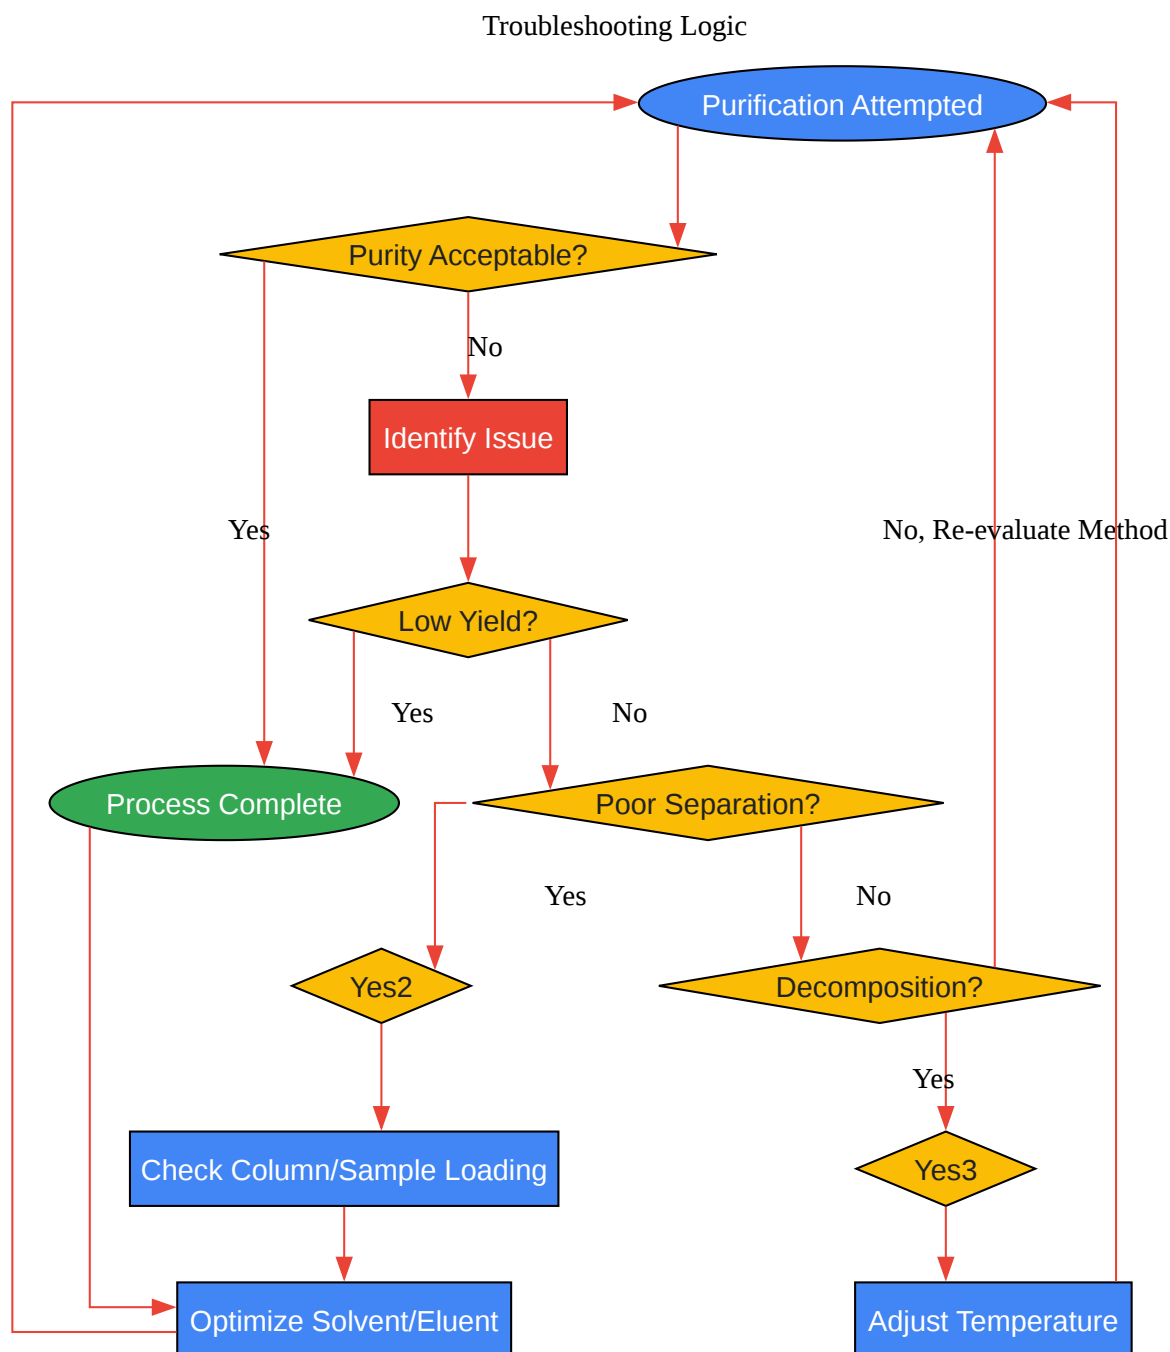 Troubleshooting Logic
Purification Attempted
Purity Acceptable?
No
Identify Issue
Yes
No, Re-evaluate Method
Low Yield?
Yes
No
Process Complete
Poor Separation?
Yes
No
Yes2
Decomposition?
Yes
Check Column/Sample Loading
Yes3
Optimize Solvent/Eluent
Adjust Temperature